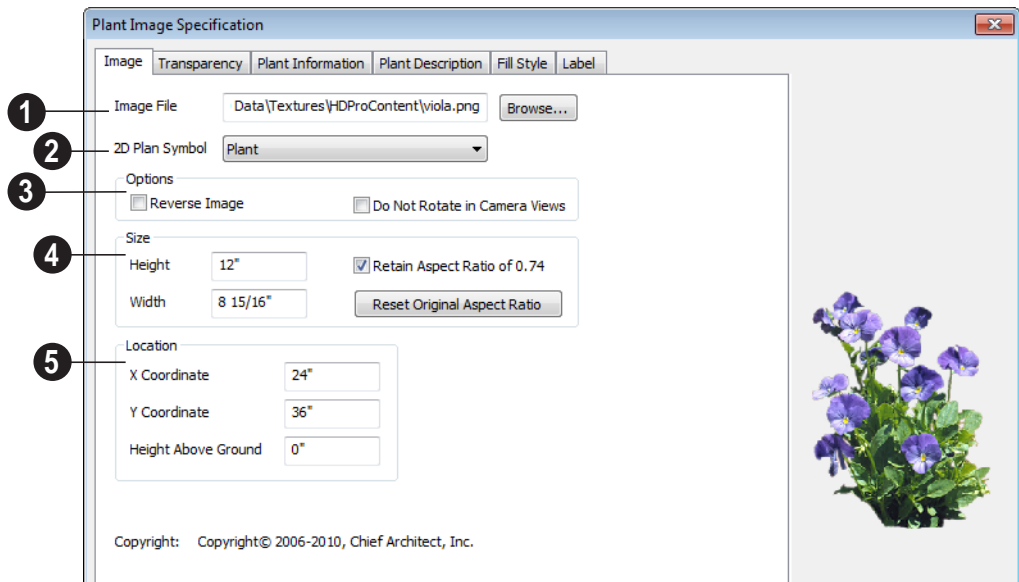 Plant Image Specification
Image Transparency Plant Information Plant Description Fill Style Label
1 Image File Data\Textures\HDProContent\viola.png Browse...
2 2D Plan Symbol Plant
3 Options
Reverse Image Do Not Rotate in Camera Views
4 Size
Height 12" Retain Aspect Ratio of 0.74
Width 8 15/16" Reset Original Aspect Ratio
5 Location
X Coordinate 24"
Y Coordinate 36"
Height Above Ground 0"
Copyright: Copyright© 2006-2010, Chief Architect, Inc.